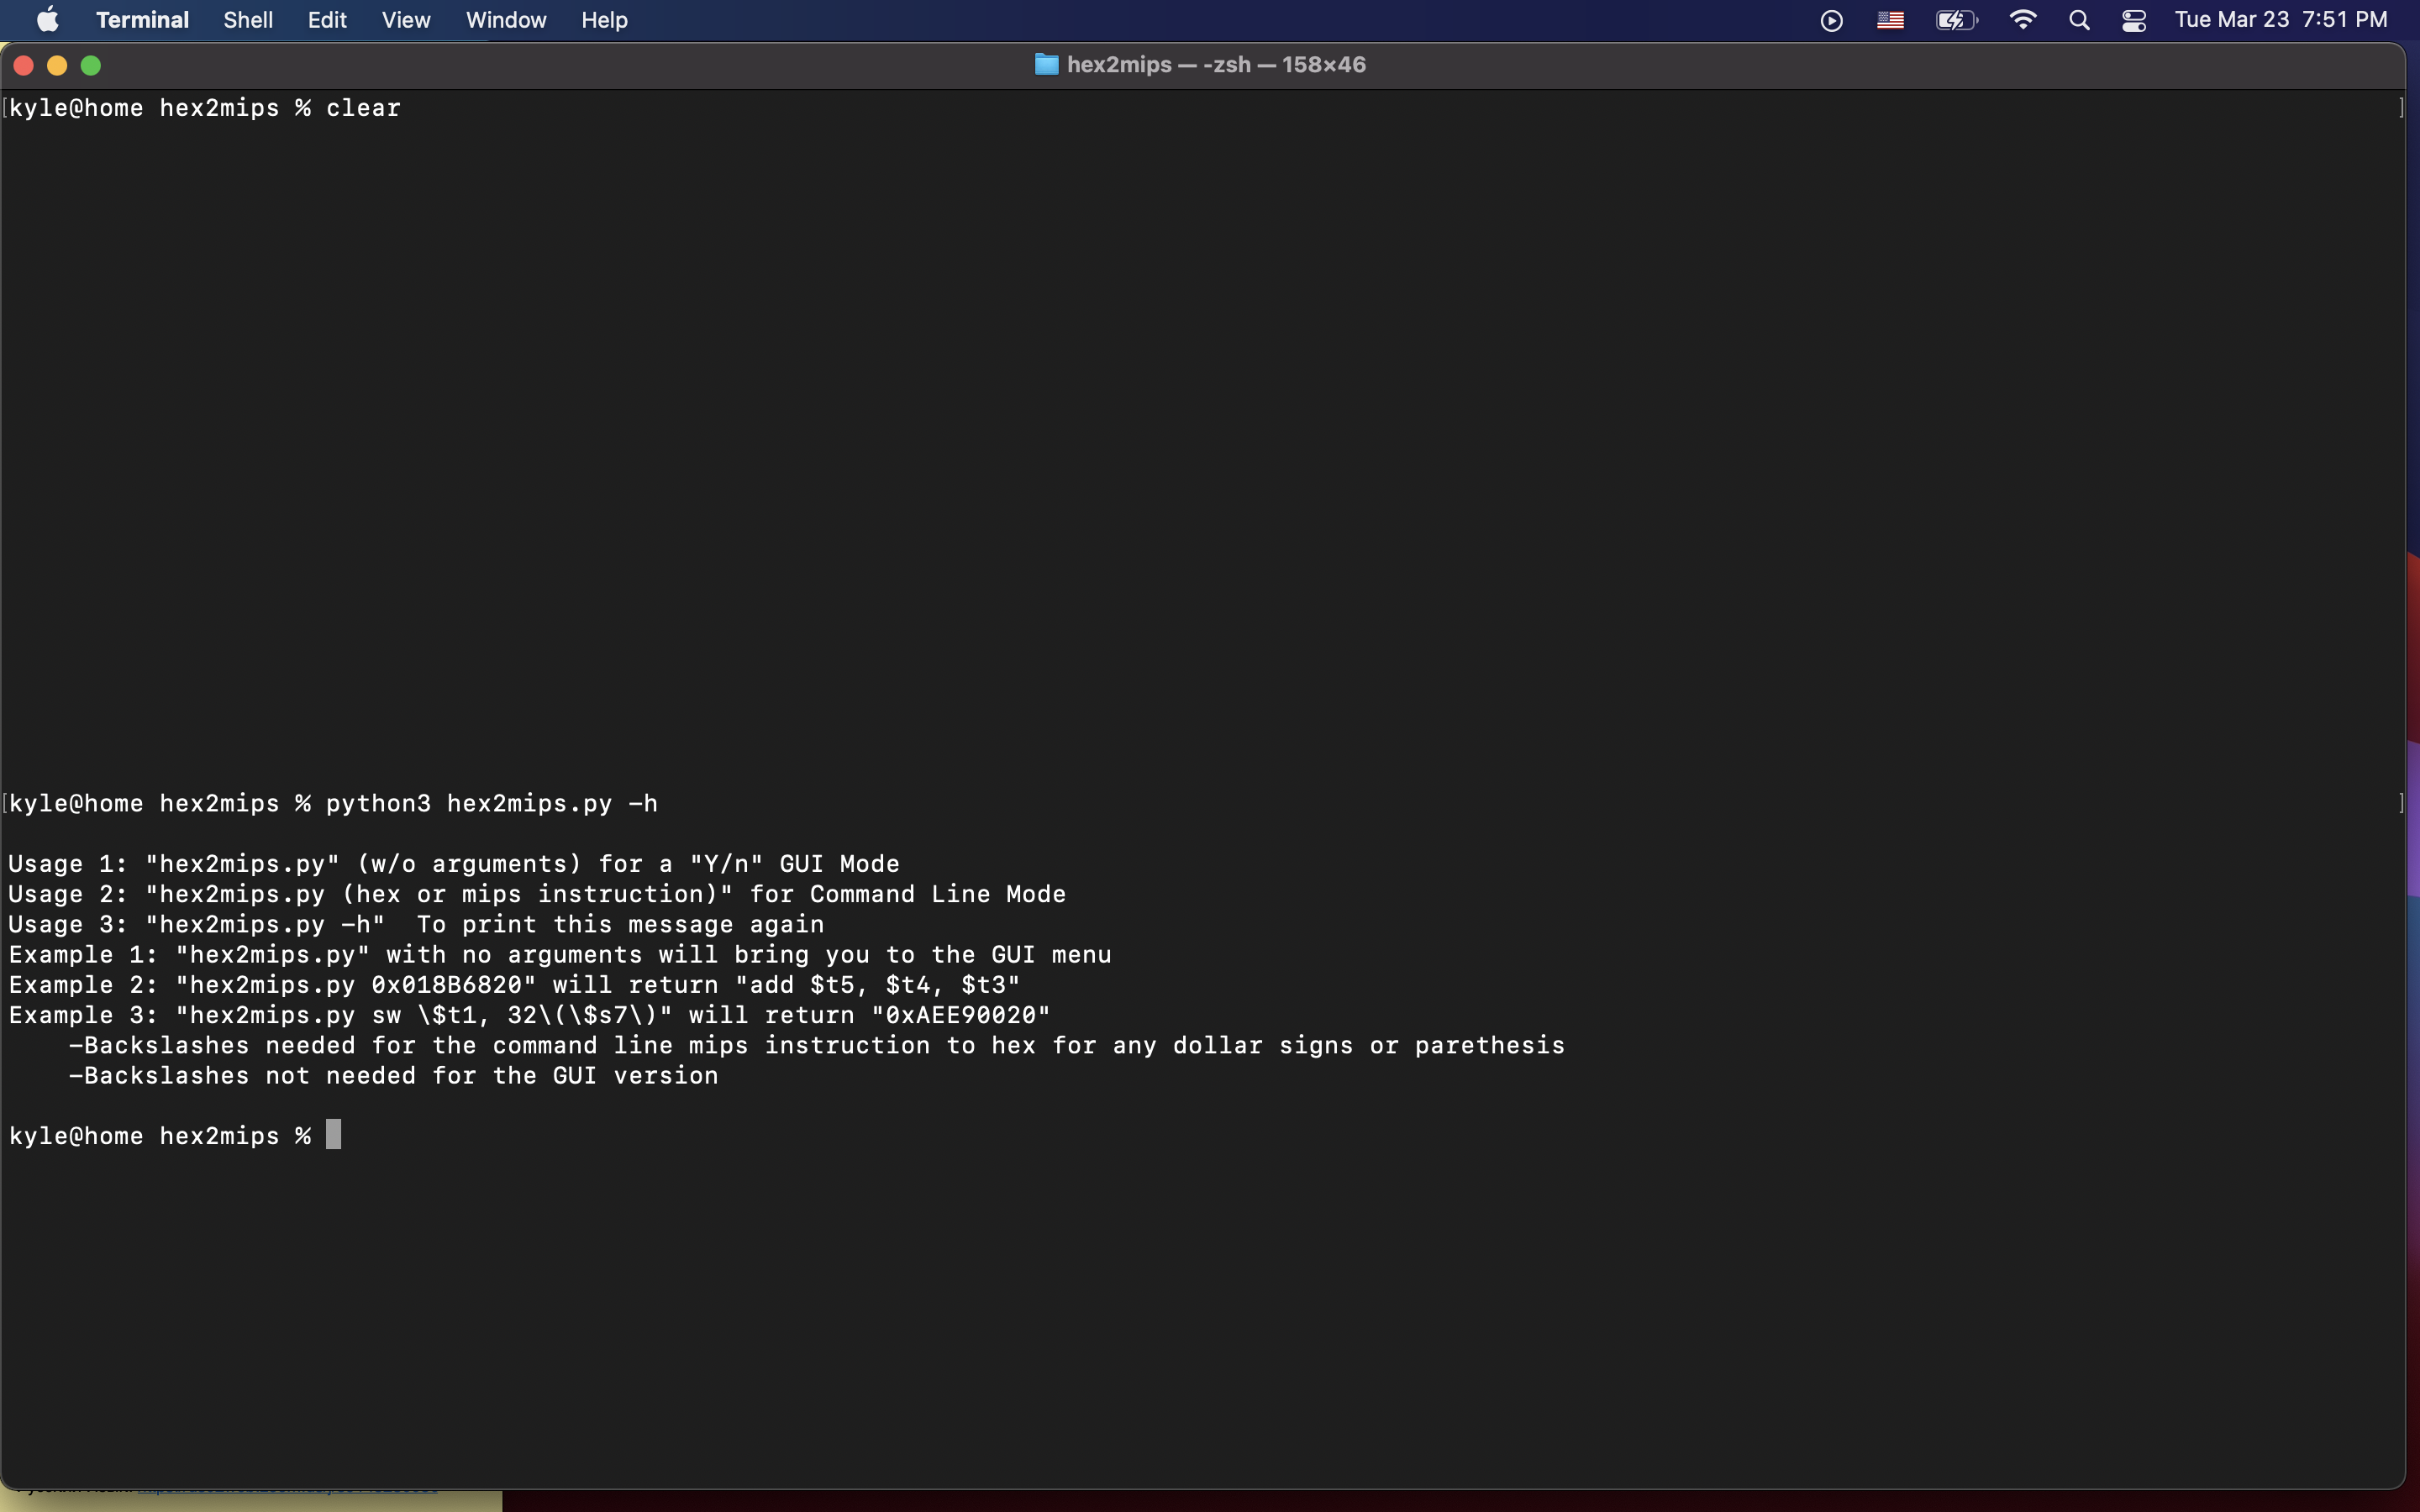 Terminal Shell Edit View Window Help Tue Mar 23 7:51 PM
hex2mips — -zsh — 158×46
[kyle@home hex2mips % clear ]
[kyle@home hex2mips % python3 hex2mips.py -h ]
Usage 1: "hex2mips.py" (w/o arguments) for a "Y/n" GUI Mode
Usage 2: "hex2mips.py (hex or mips instruction)" for Command Line Mode
Usage 3: "hex2mips.py -h"  To print this message again
Example 1: "hex2mips.py" with no arguments will bring you to the GUI menu
Example 2: "hex2mips.py 0x018B6820" will return "add $t5, $t4, $t3"
Example 3: "hex2mips.py sw \$t1, 32\(\$s7\)" will return "0xAEE90020"
-Backslashes needed for the command line mips instruction to hex for any dollar signs or parethesis
-Backslashes not needed for the GUI version
kyle@home hex2mips %